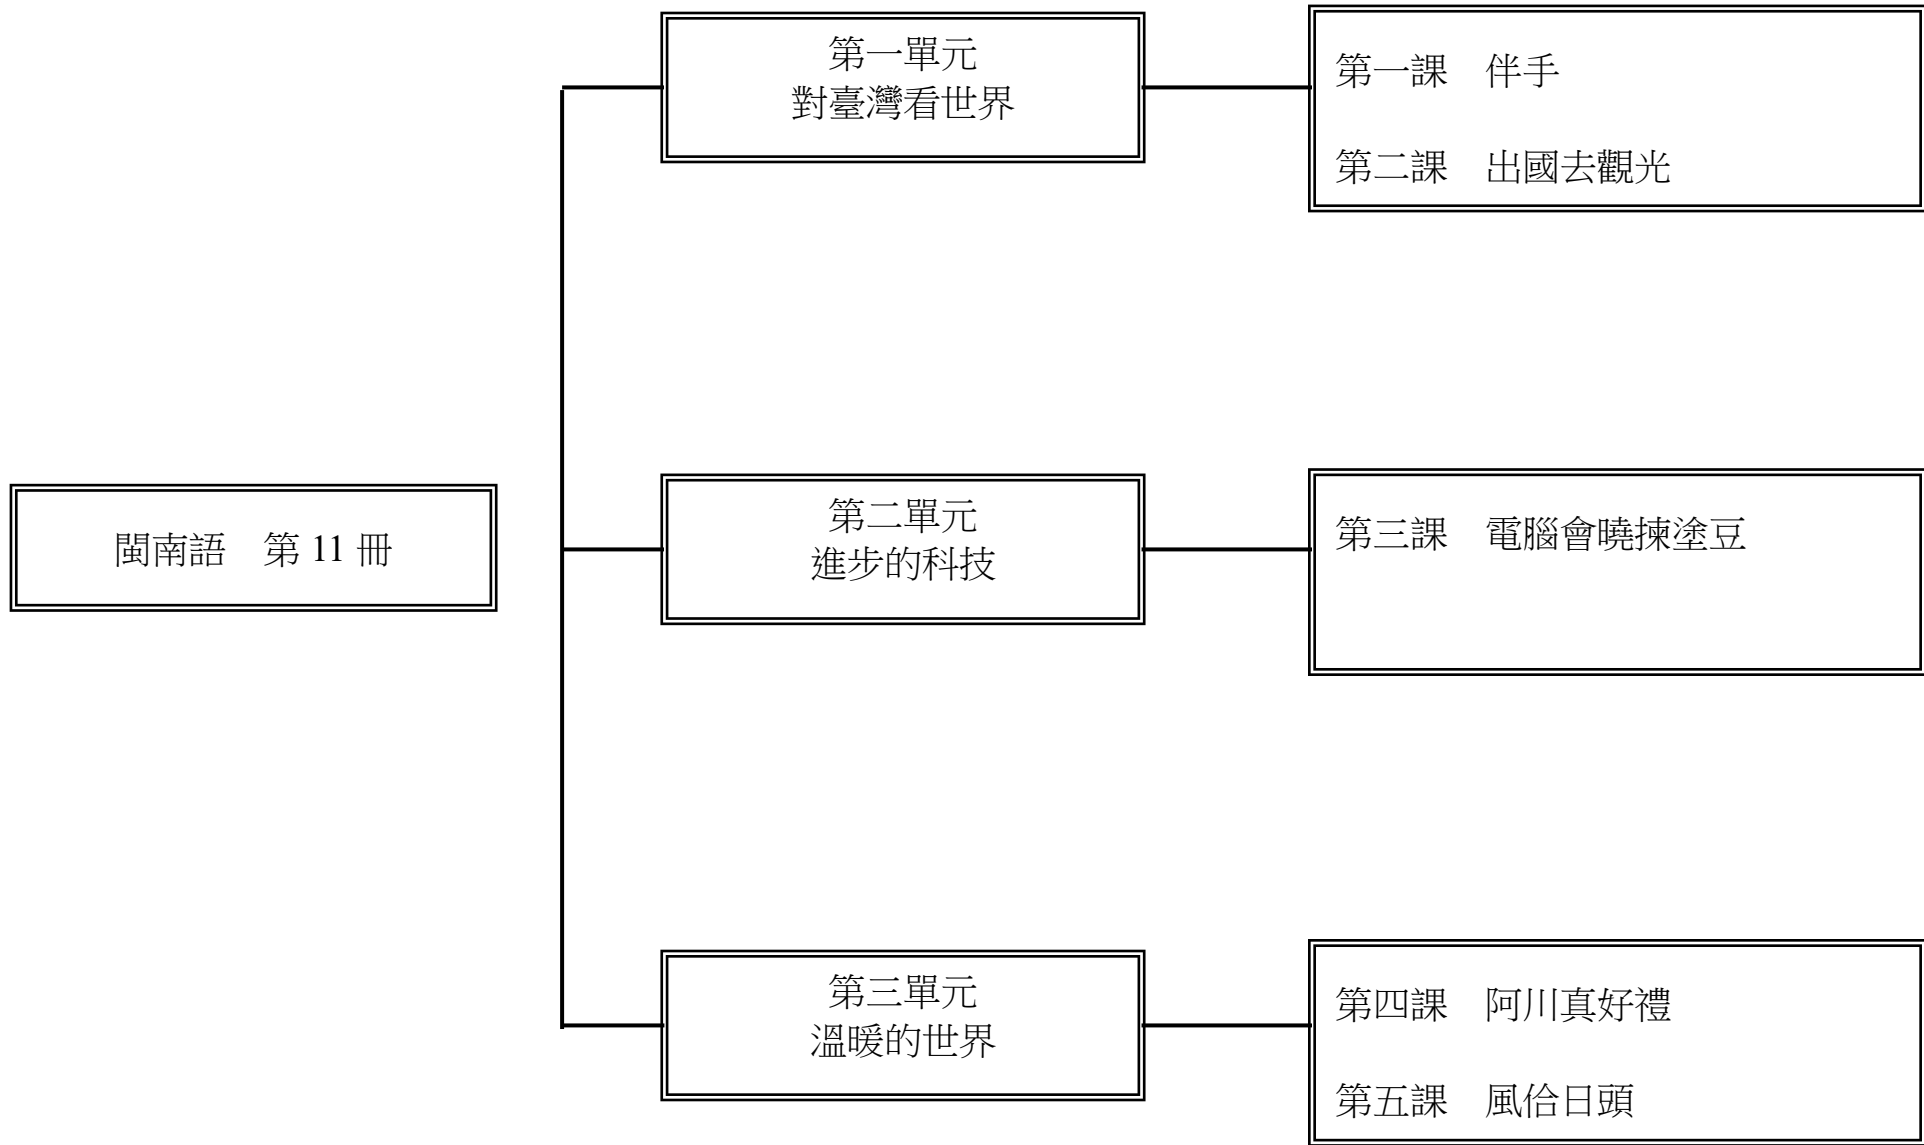 閩南語　第 11 冊
第一單元
對臺灣看世界
第一課　伴手
第二課　出國去觀光
第二單元
進步的科技
第三課　電腦會曉揀塗豆
第三單元
溫暖的世界
第四課　阿川真好禮
第五課　風佮日頭